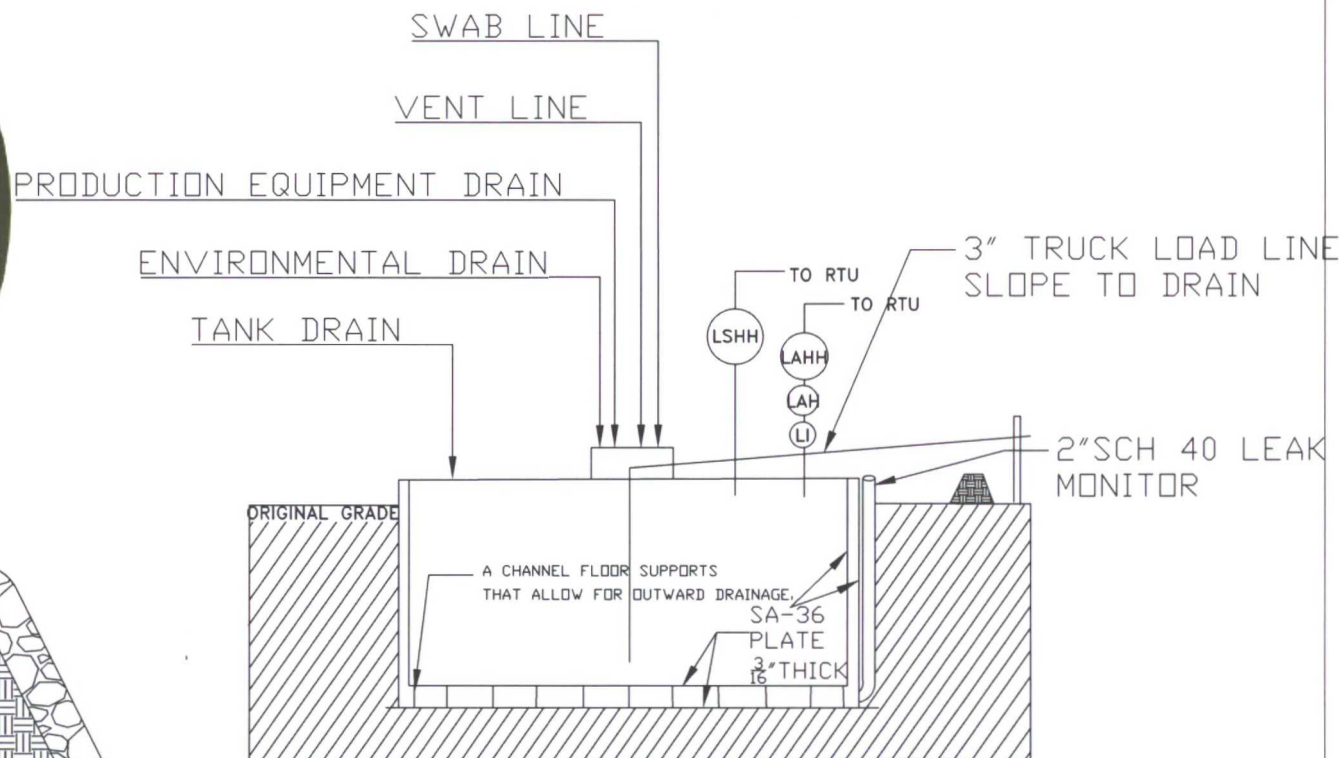 SWAB LINE
VENT LINE
PRODUCTION EQUIPMENT DRAIN
ENVIRONMENTAL DRAIN
TANK DRAIN
3" TRUCK LOAD LINE
SLOPE TO DRAIN
TO RTU
TO RTU
LSHH
LAHH
LAH
LI
2"SCH 40 LEAK
MONITOR
ORIGINAL GRADE
A CHANNEL FLOOR SUPPORTS
THAT ALLOW FOR OUTWARD DRAINAGE.
SA-36
PLATE
3/16"THICK